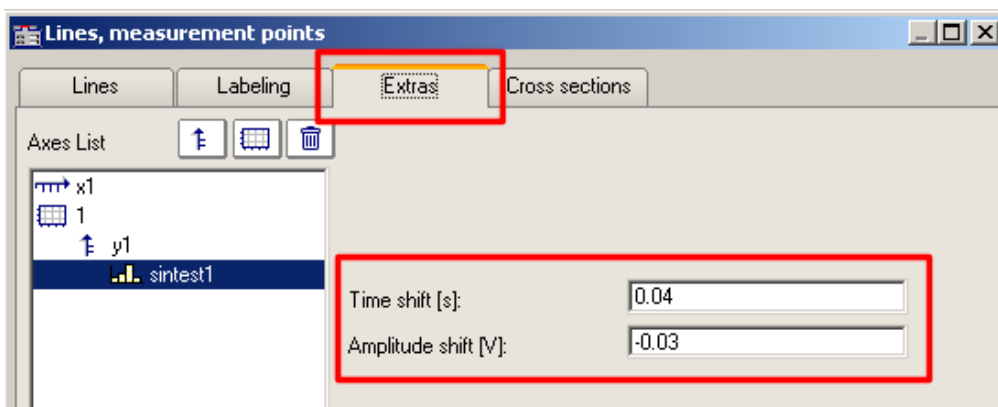 Lines, measurement points
Lines Labeling Extras Cross sections
Axes List
x1
1
y1
sintest1
Time shift [s]: 0.04
Amplitude shift [V]: -0.03